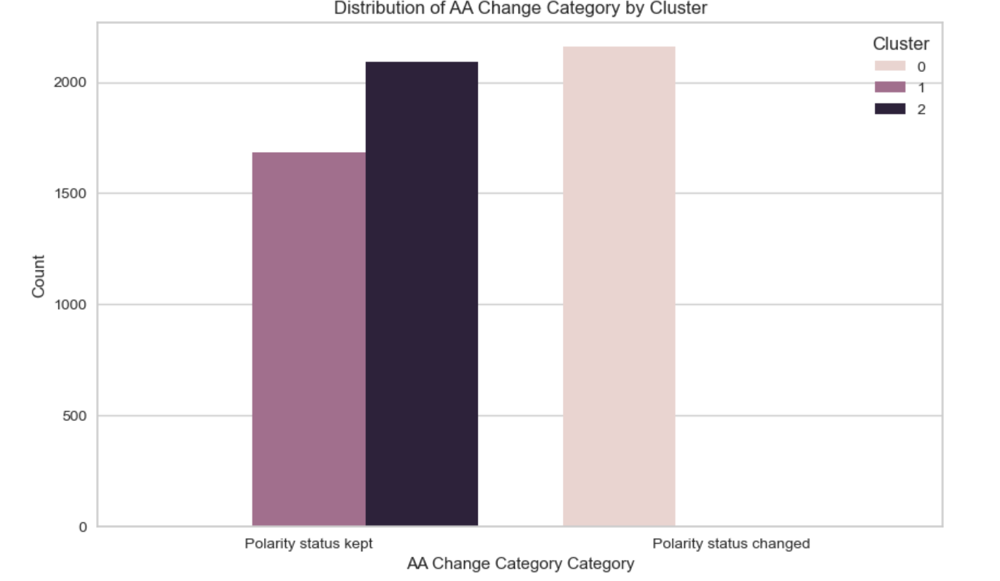 Distribution of AA Change Category by Cluster
Cluster
0
1
2
2000
1500
1000
500
0
Count
Polarity status kept
Polarity status changed
AA Change Category Category